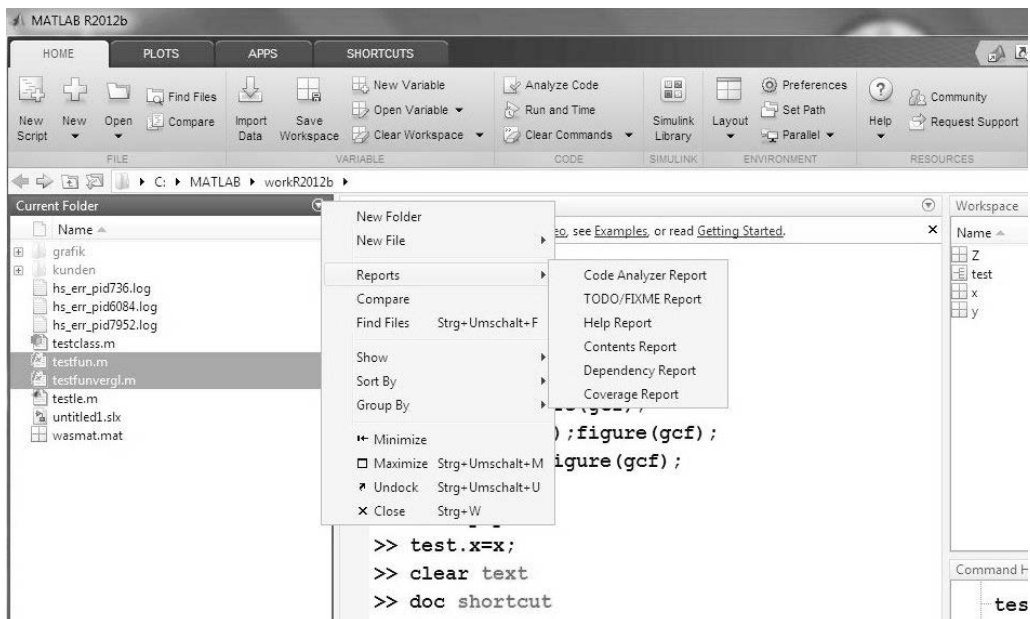 MATLAB R2012b
HOME PLOTS APPS SHORTCUTS
New Script
New
Open
Find Files
Compare
FILE
Import Data
Save Workspace
New Variable
Open Variable
Clear Workspace
VARIABLE
Analyze Code
Run and Time
Clear Commands
CODE
Simulink Library
SIMULINK
Layout
Preferences
Set Path
Parallel
ENVIRONMENT
Help
Community
Request Support
RESOURCES
C: MATLAB workR2012b
Current Folder
Name
grafik
kunden
hs_err_pid736.log
hs_err_pid6084.log
hs_err_pid7952.log
testclass.m
testfun.m
testfunvergl.m
testle.m
untitled1.slx
wasmat.mat
New Folder
New File
Reports
Compare
Find Files Strg+Umschalt+F
Show
Sort By
Group By
Minimize
Maximize Strg+Umschalt+M
Undock Strg+Umschalt+U
Close Strg+W
Code Analyzer Report
TODO/FIXME Report
Help Report
Contents Report
Dependency Report
Coverage Report
see Examples, or read Getting Started.
);figure(gcf);
igure(gcf);
>> test.x=x;
>> clear text
>> doc shortcut
Workspace
Name
Z
test
x
y
Command H
tes